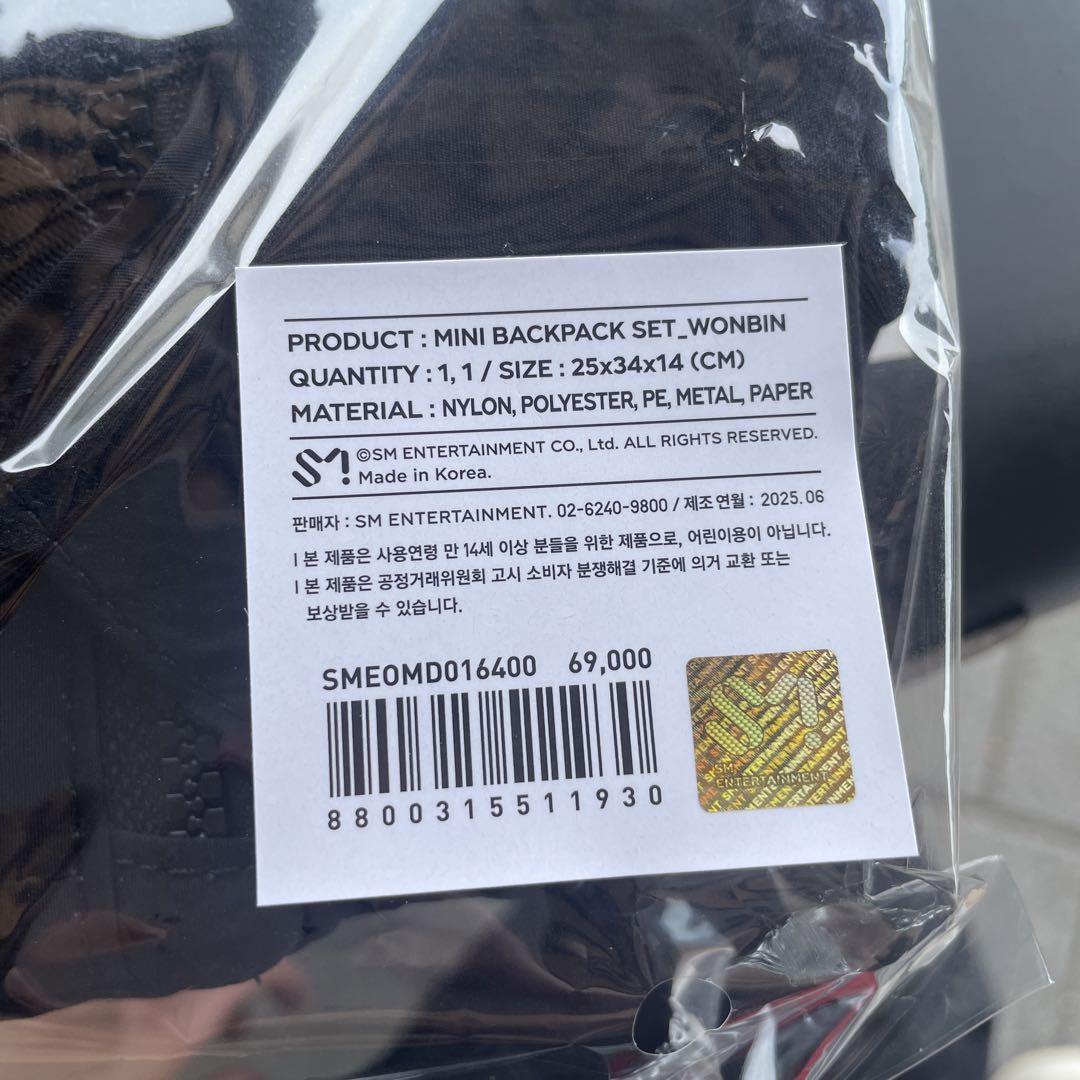 PRODUCT : MINI BACKPACK SET_WONBIN
QUANTITY : 1, 1 / SIZE : 25x34x14 (CM)
MATERIAL : NYLON, POLYESTER, PE, METAL, PAPER
SM! ©SM ENTERTAINMENT CO., Ltd. ALL RIGHTS RESERVED.
Made in Korea.
판매자 : SM ENTERTAINMENT. 02-6240-9800 / 제조연월 : 2025.06
l 본 제품은 사용연령 만 14세 이상 분들을 위한 제품으로, 어린이용이 아닙니다.
l 본 제품은 공정거래위원회 고시 소비자 분쟁해결 기준에 의거 교환 또는
보상받을 수 있습니다.
SMEOMD016400 69,000
8800315511930
SM
ENTERTAINMENT